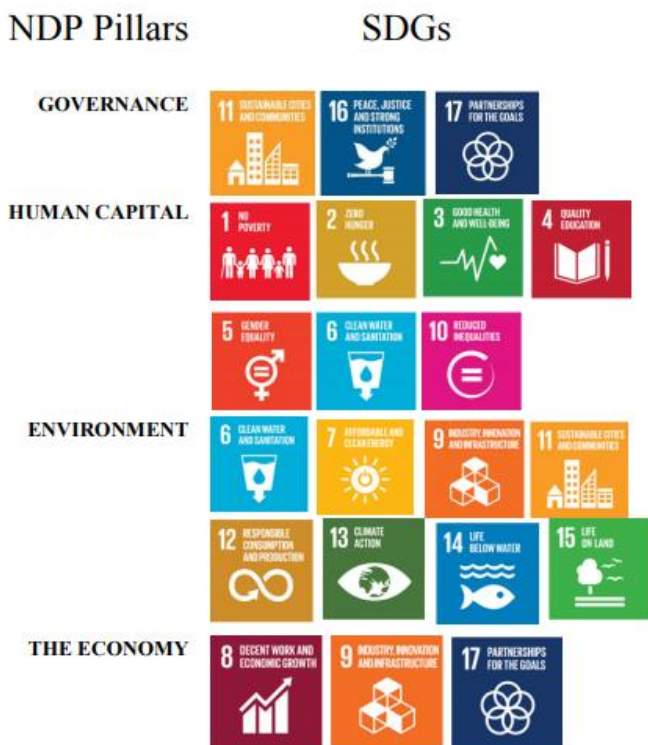 NDP Pillars SDGs
GOVERNANCE
11 SUSTAINABLE CITIES
AND COMMUNITIES
16 PEACE, JUSTICE
AND STRONG
INSTITUTIONS
17 PARTNERSHIPS
FOR THE GOALS
HUMAN CAPITAL
1 NO
POVERTY
2 ZERO
HUNGER
3 GOOD HEALTH
AND WELL-BEING
4 QUALITY
EDUCATION
5 GENDER
EQUALITY
6 CLEAN WATER
AND SANITATION
10 REDUCED
INEQUALITIES
ENVIRONMENT
6 CLEAN WATER
AND SANITATION
7 AFFORDABLE AND
CLEAN ENERGY
9 INDUSTRY, INNOVATION
AND INFRASTRUCTURE
11 SUSTAINABLE CITIES
AND COMMUNITIES
12 RESPONSIBLE
CONSUMPTION
AND PRODUCTION
13 CLIMATE
ACTION
14 LIFE
BELOW WATER
15 LIFE
ON LAND
THE ECONOMY
8 DECENT WORK AND
ECONOMIC GROWTH
9 INDUSTRY, INNOVATION
AND INFRASTRUCTURE
17 PARTNERSHIPS
FOR THE GOALS